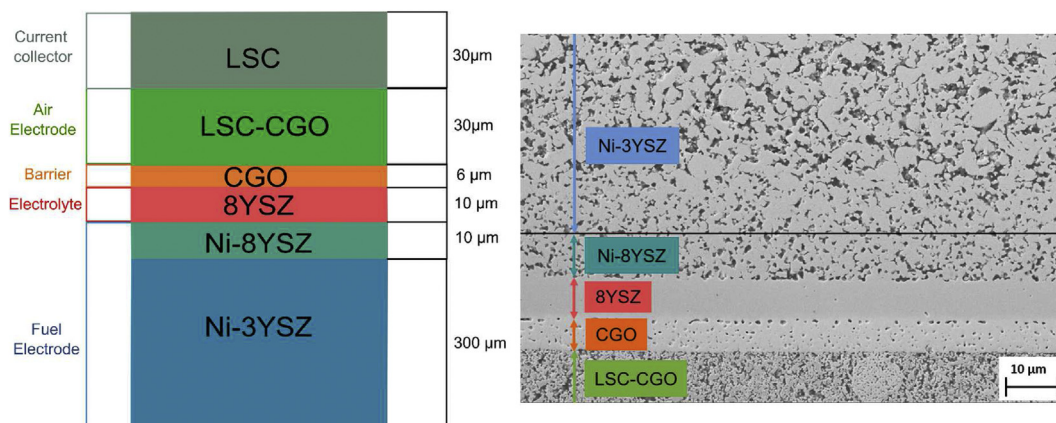 Current
collector
LSC
30μm
Air
Electrode
LSC-CGO
30μm
Barrier
CGO
6 μm
Electrolyte
8YSZ
10 μm
Ni-8YSZ
10 μm
Fuel
Electrode
Ni-3YSZ
300 μm
Ni-3YSZ
Ni-8YSZ
8YSZ
CGO
LSC-CGO
10 μm